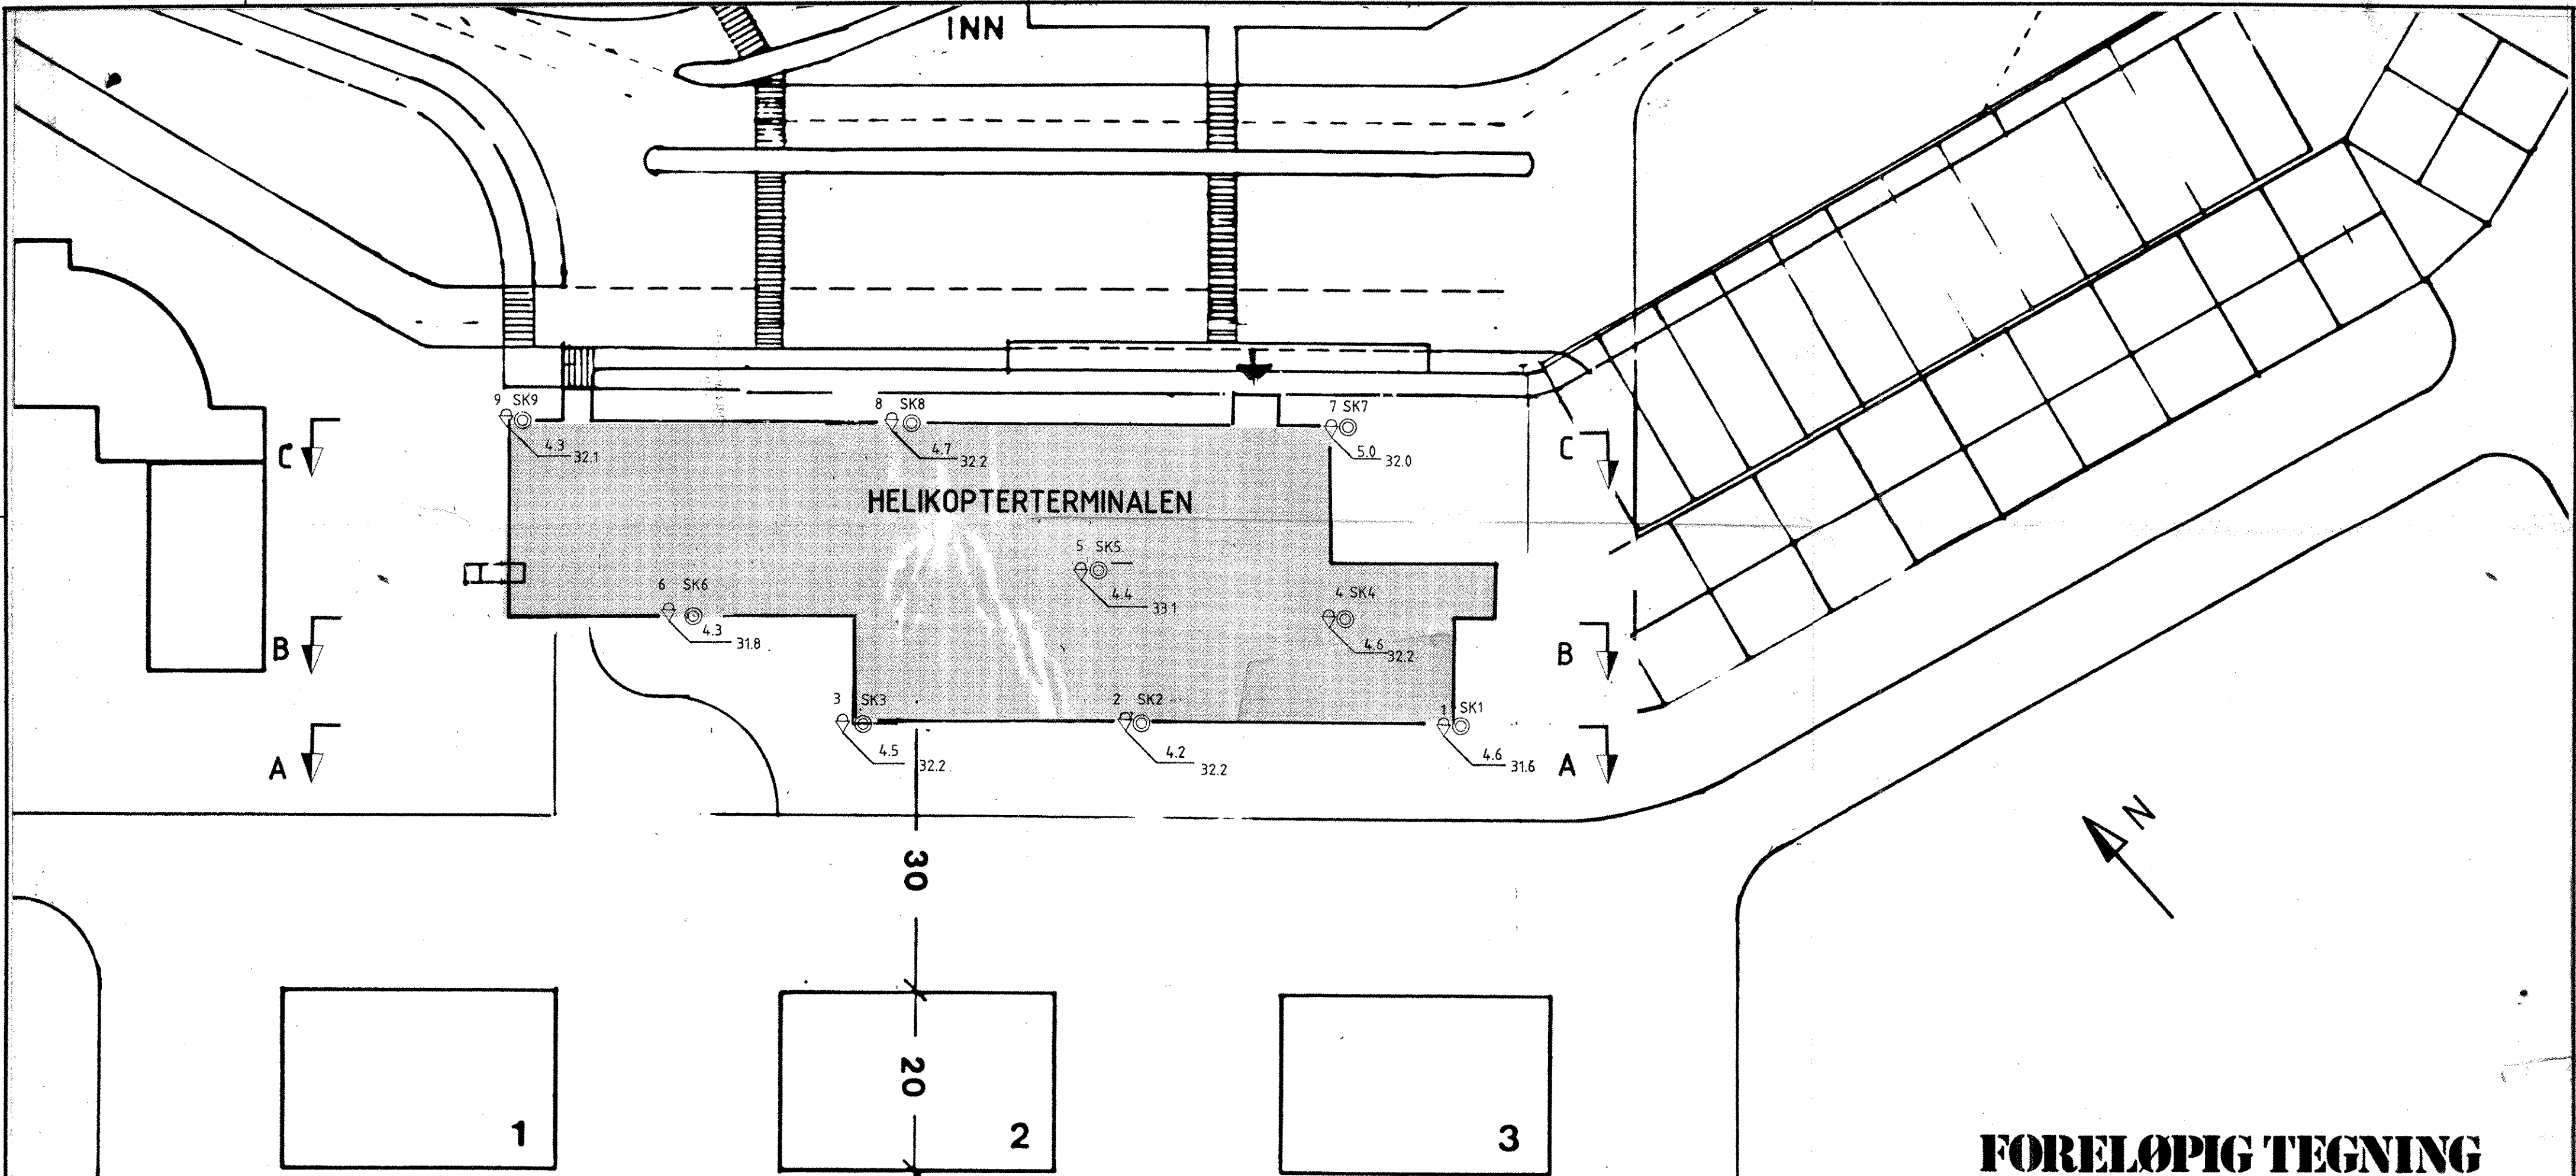 INN
9 SK9
4.3
32.1
8 SK8
4.7
32.2
7 SK7
5.0
32.0
C
C
HELIKOPTERTERMINALEN
5 SK5
4.4
33.1
6 SK6
4.3
31.8
4 SK4
4.6
32.2
B
B
3 SK3
4.5
32.2
2 SK2
4.2
32.2
1 SK1
4.6
31.6
A
A
N
30
20
1
2
3
FORELØPIG TEGNING